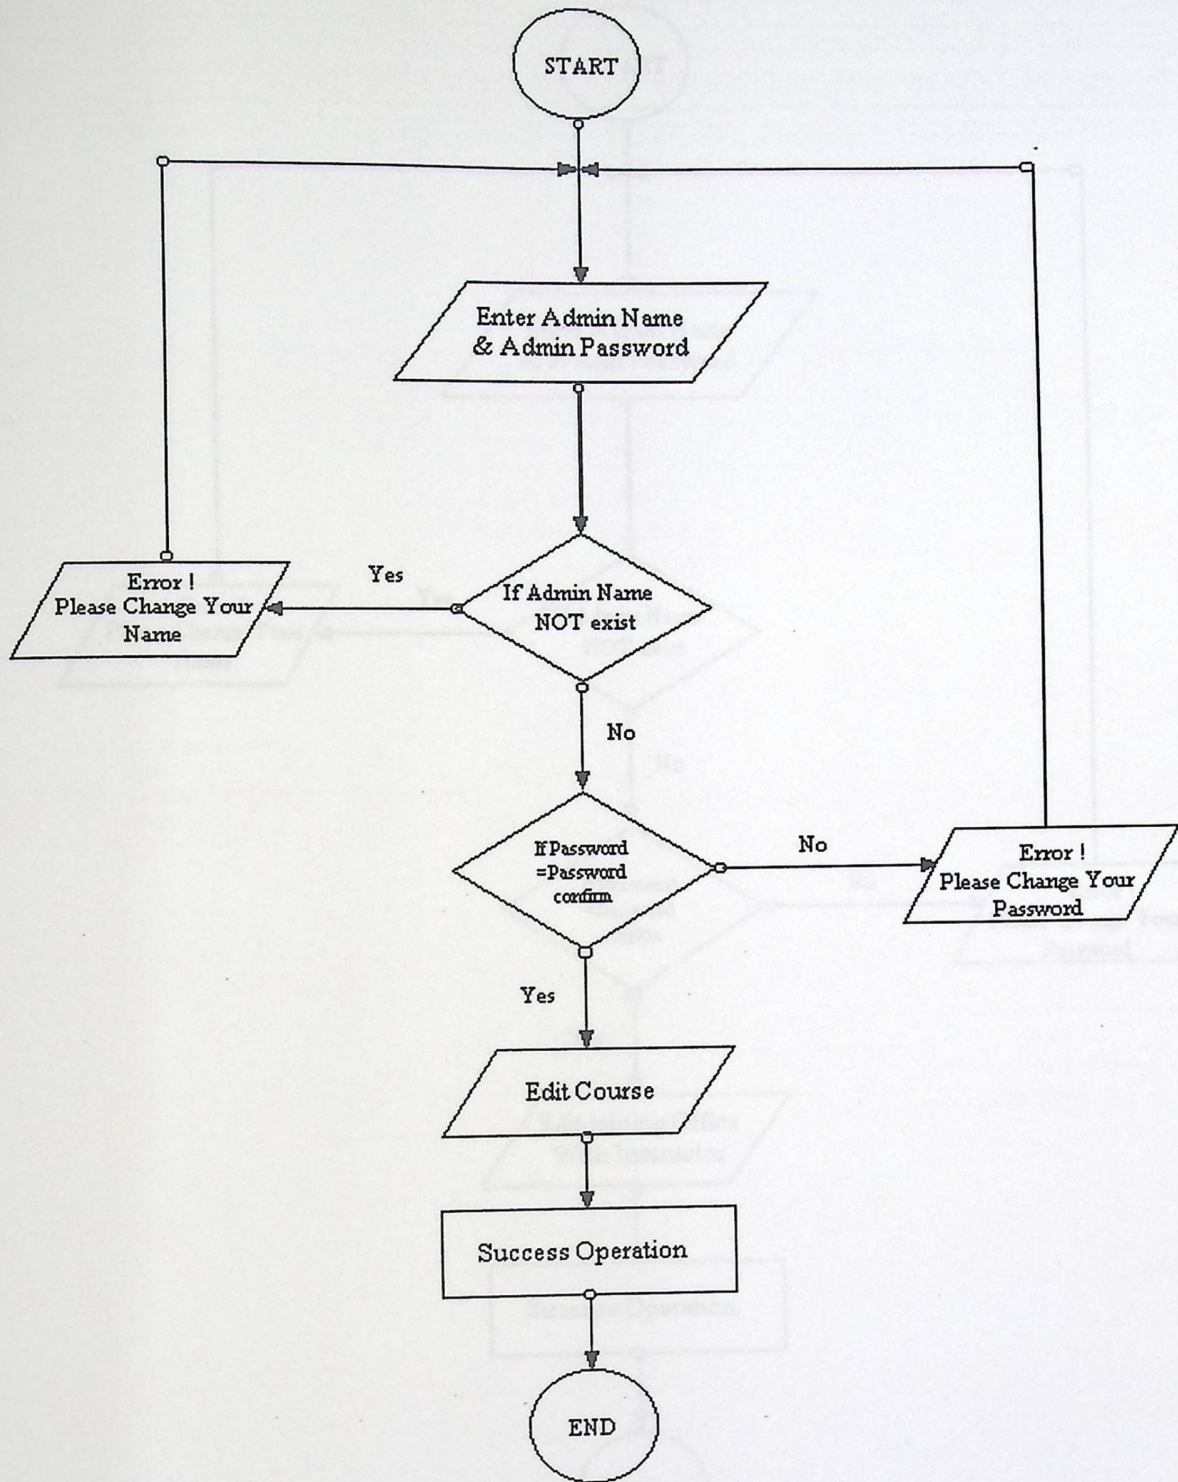 START
Enter Admin Name
& Admin Password
Yes
If Admin Name
NOT exist
Error !
Please Change Your
Name
No
If Password
=Password
confirm
No
Error !
Please Change Your
Password
Yes
Edit Course
Success Operation
END